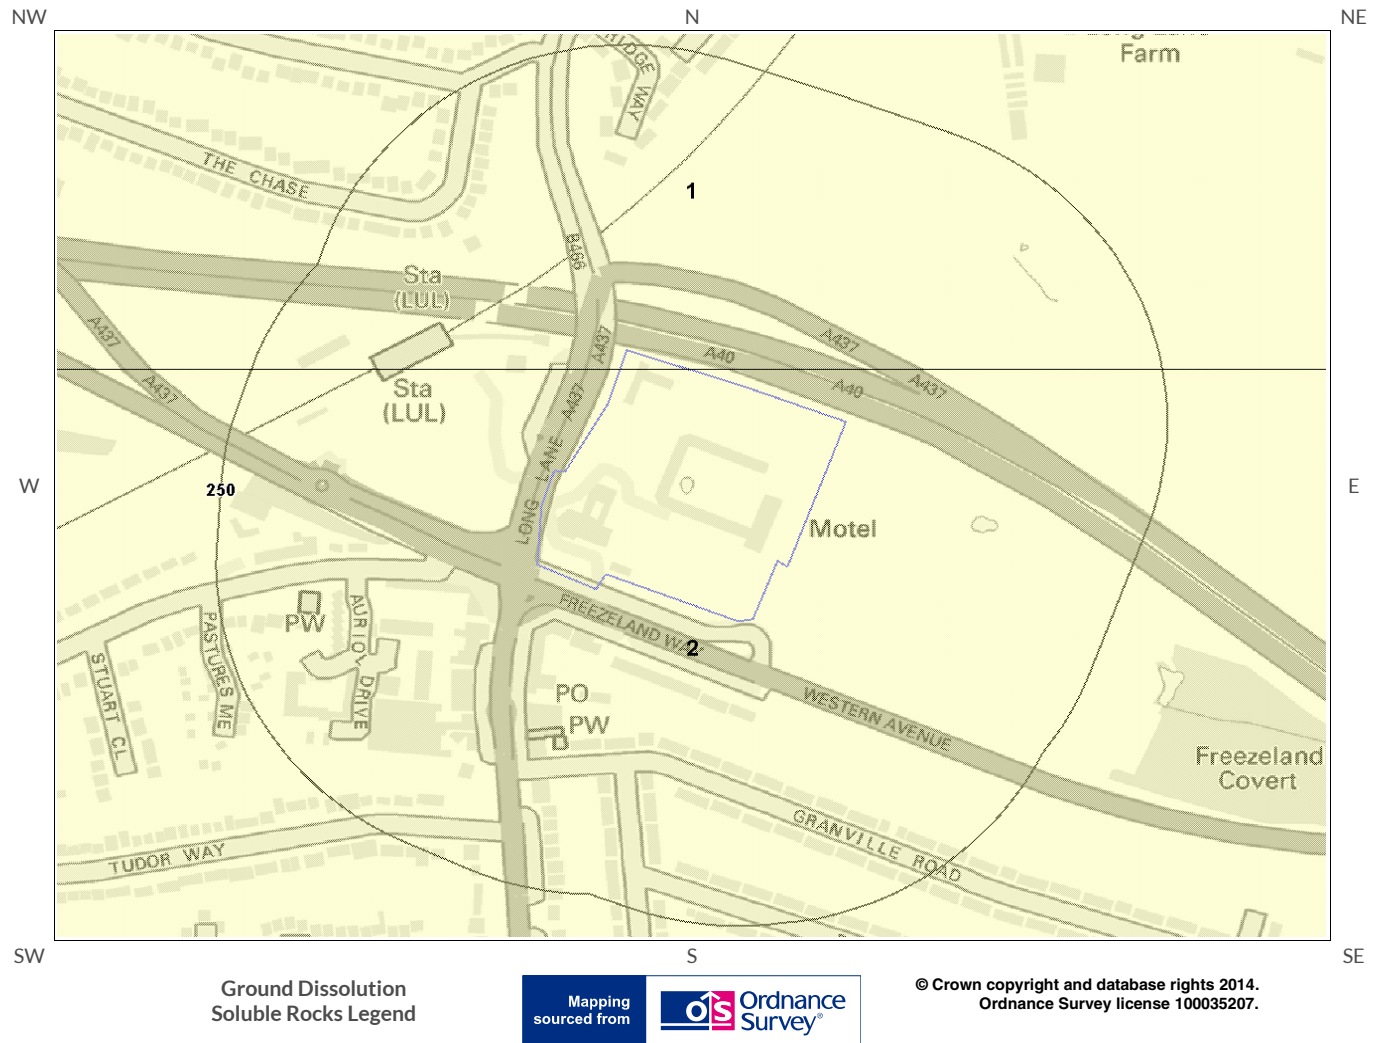 NW
N
NE
Farm
RIDGE WAY
THE CHASE
1
B466
Sta
(LUL)
A437
A437
A437
A40
A437
A437
A40
A437
Sta
(LUL)
LONG LANE
W
250
E
Motel
FREEZELAND WAY
2
PW
AURIOL DRIVE
PASTURES ME
STUART CL
PO
PW
WESTERN AVENUE
Freezeland
Covert
GRANVILLE ROAD
TUDOR WAY
SW
S
SE
Ground Dissolution
Soluble Rocks Legend
Mapping
sourced from
OS
Ordnance
Survey®
© Crown copyright and database rights 2014.
Ordnance Survey license 100035207.